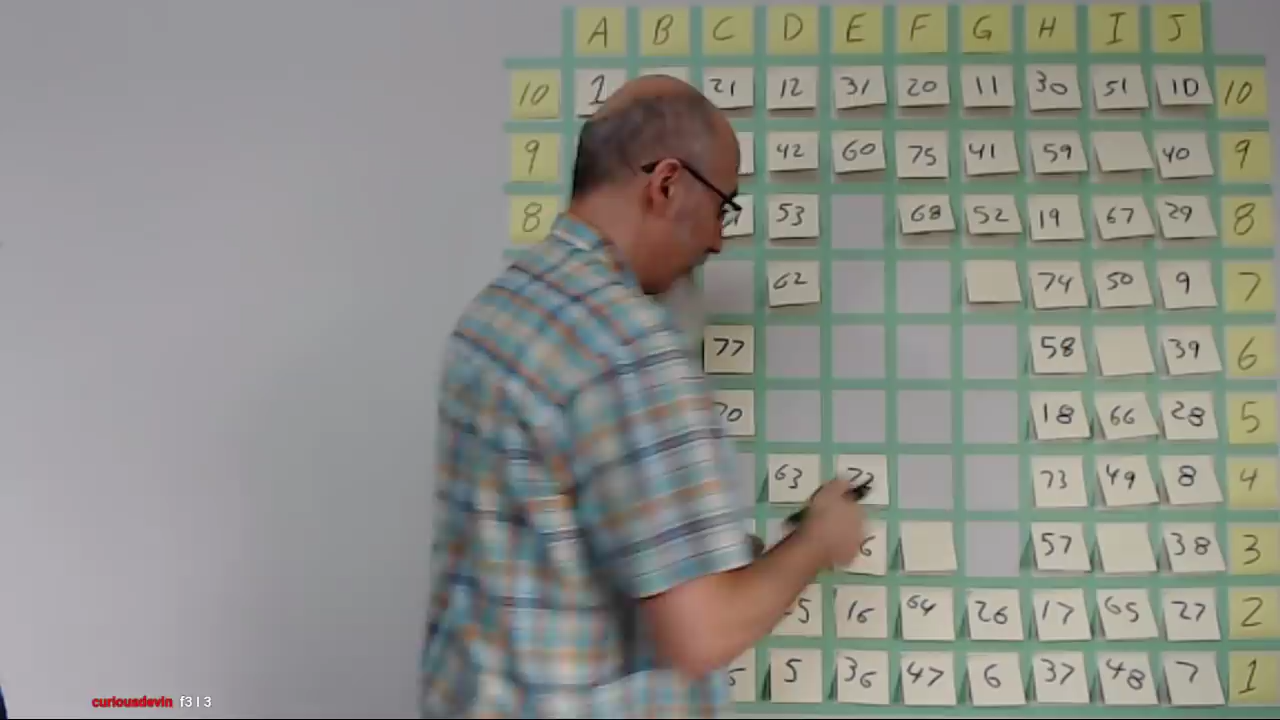 A B C D E F G H I J
10 1 21 12 31 20 11 30 51 10 10
9 42 60 75 41 59 40 9
8 53 68 52 19 67 29 8
62 74 50 9 7
77 58 39 6
18 66 28 5
63 72 73 49 8 4
57 38 3
16 64 26 17 65 27 2
5 36 47 6 37 48 7 1
curiousdevin f313